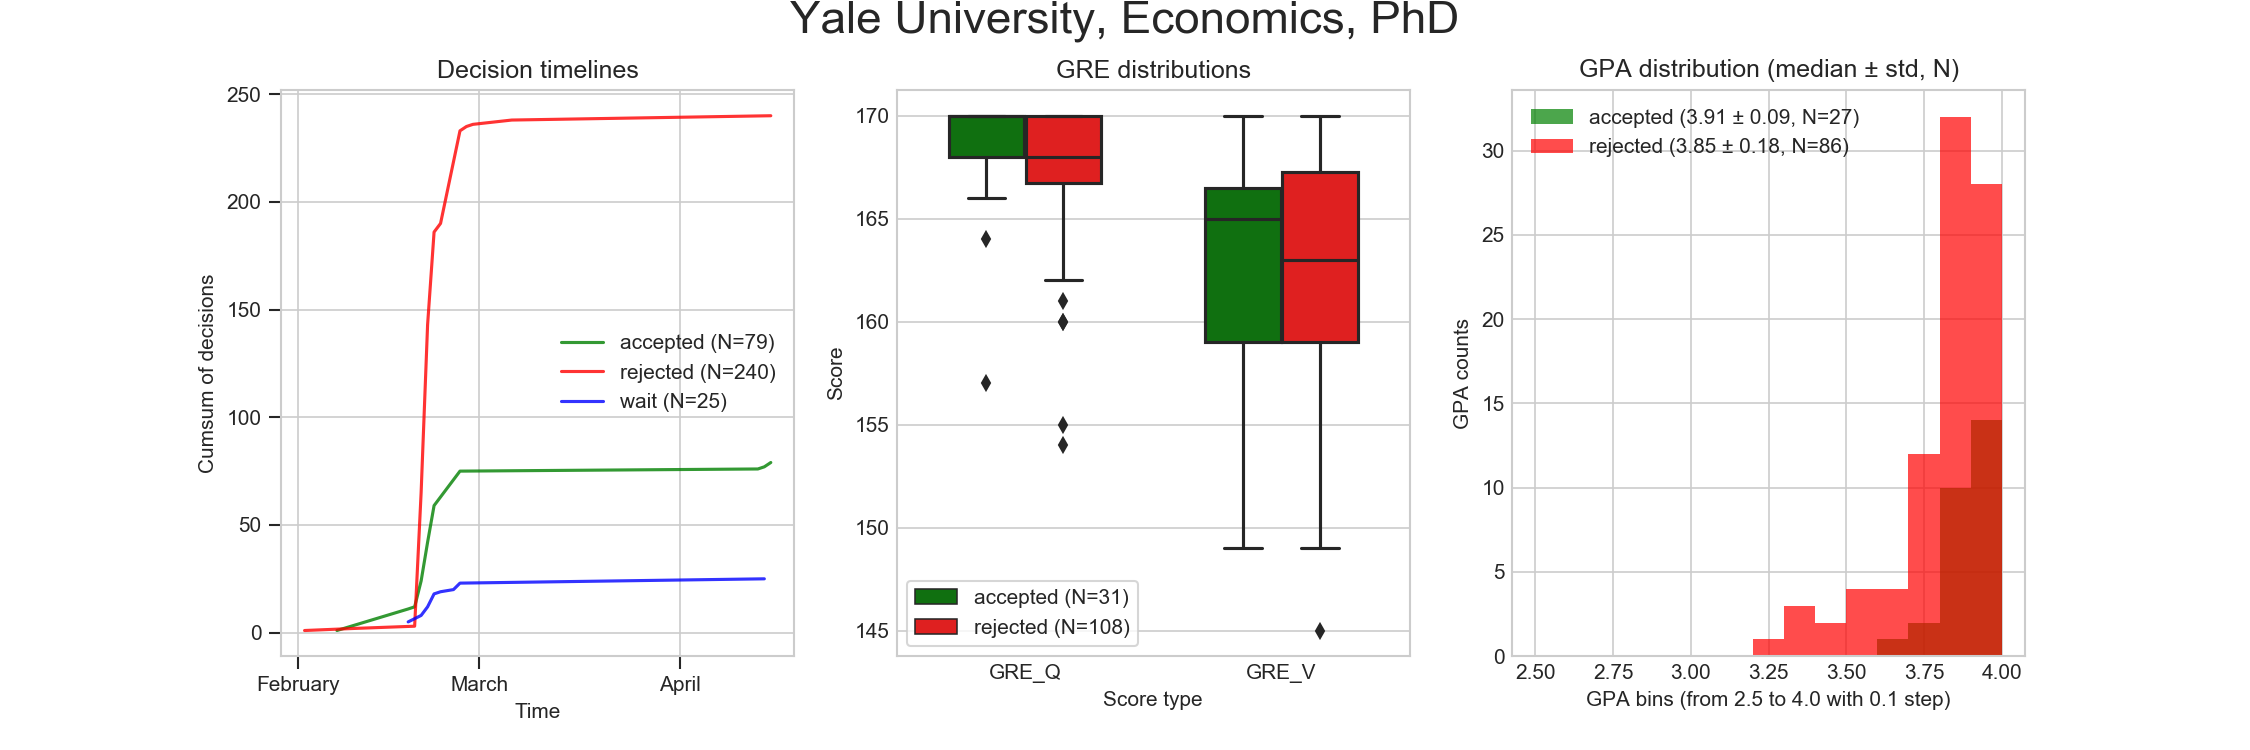 Yale University, Economics, PhD
Decision timelines
250
200
150
100
50
0
Cumsum of decisions
accepted (N=79)
rejected (N=240)
wait (N=25)
February March April
Time
GRE distributions
170
165
160
155
150
145
Score
accepted (N=31)
rejected (N=108)
GRE_Q GRE_V
Score type
GPA distribution (median ± std, N)
accepted (3.91 ± 0.09, N=27)
rejected (3.85 ± 0.18, N=86)
30
25
20
15
10
5
0
GPA counts
2.50 2.75 3.00 3.25 3.50 3.75 4.00
GPA bins (from 2.5 to 4.0 with 0.1 step)